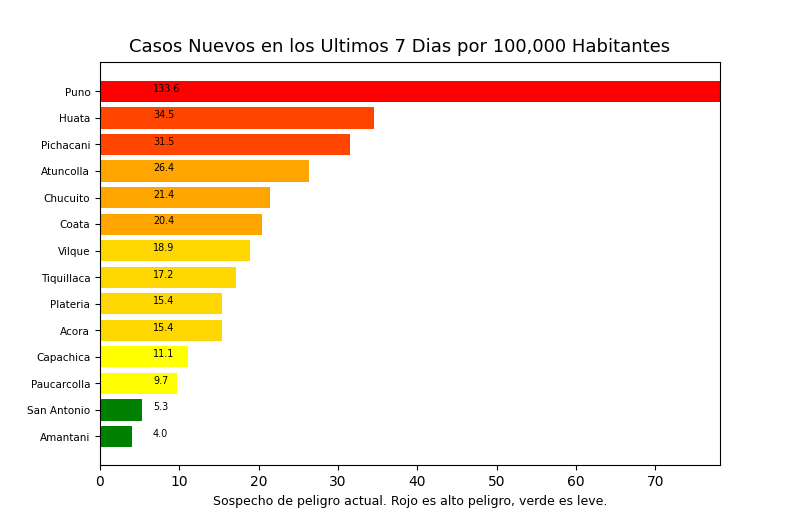 Casos Nuevos en los Ultimos 7 Dias por 100,000 Habitantes
Puno 133.6
Huata 34.5
Pichacani 31.5
Atuncolla 26.4
Chucuito 21.4
Coata 20.4
Vilque 18.9
Tiquillaca 17.2
Plateria 15.4
Acora 15.4
Capachica 11.1
Paucarcolla 9.7
San Antonio 5.3
Amantani 4.0
0 10 20 30 40 50 60 70
Sospecho de peligro actual. Rojo es alto peligro, verde es leve.